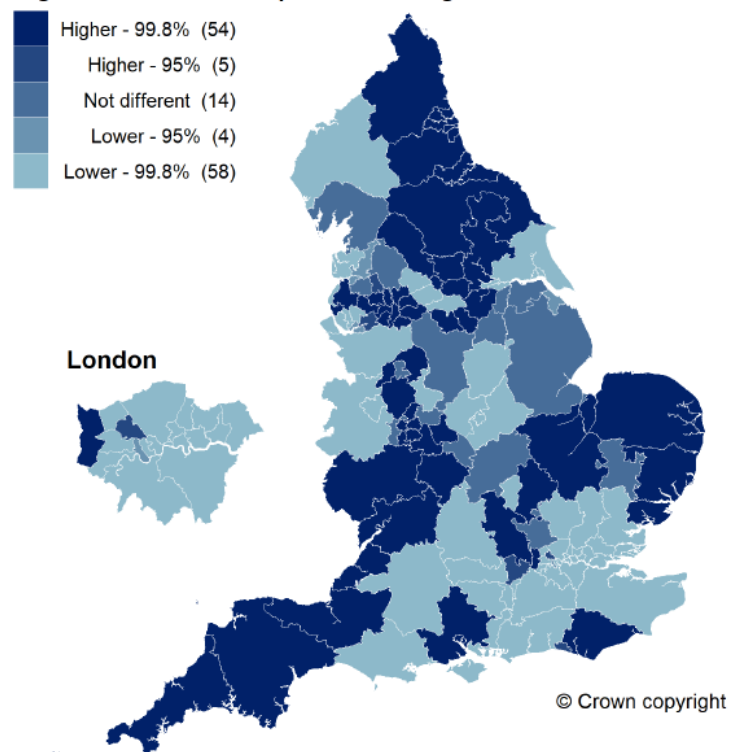 Higher - 99.8% (54)
Higher - 95% (5)
Not different (14)
Lower - 95% (4)
Lower - 99.8% (58)
London
© Crown copyright